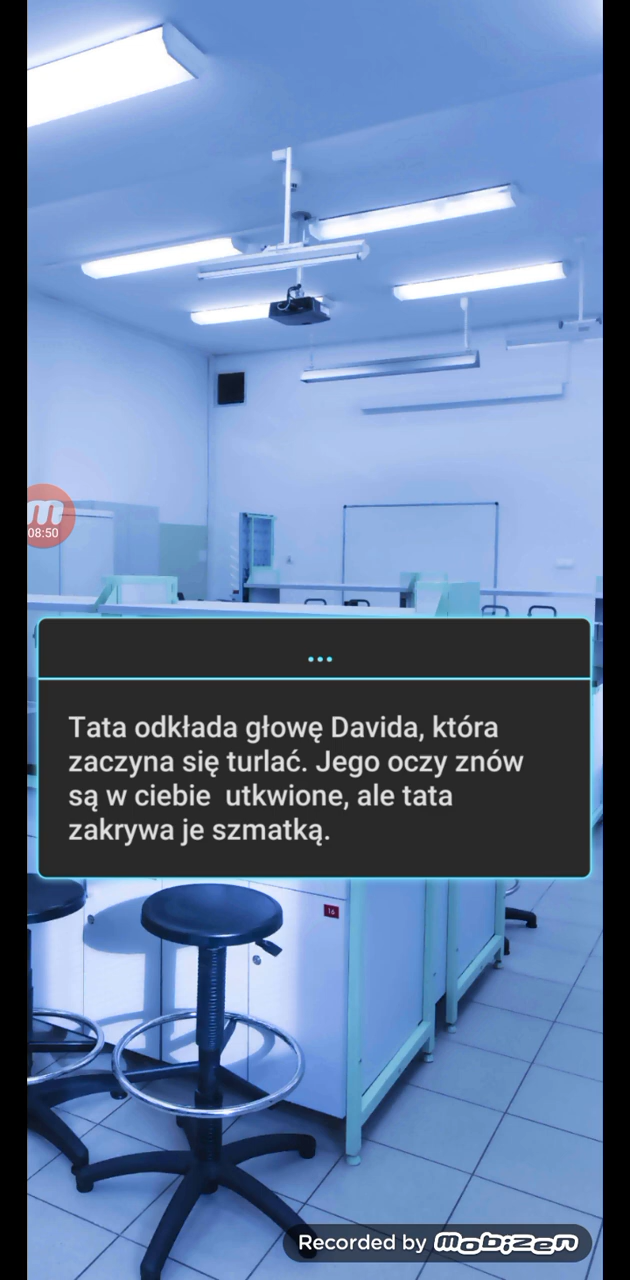 08:50
...
Tata odkłada głowę Davida, która
zaczyna się turlać. Jego oczy znów
są w ciebie  utkwione, ale tata
zakrywa je szmatką.
16
Recorded by mobizen